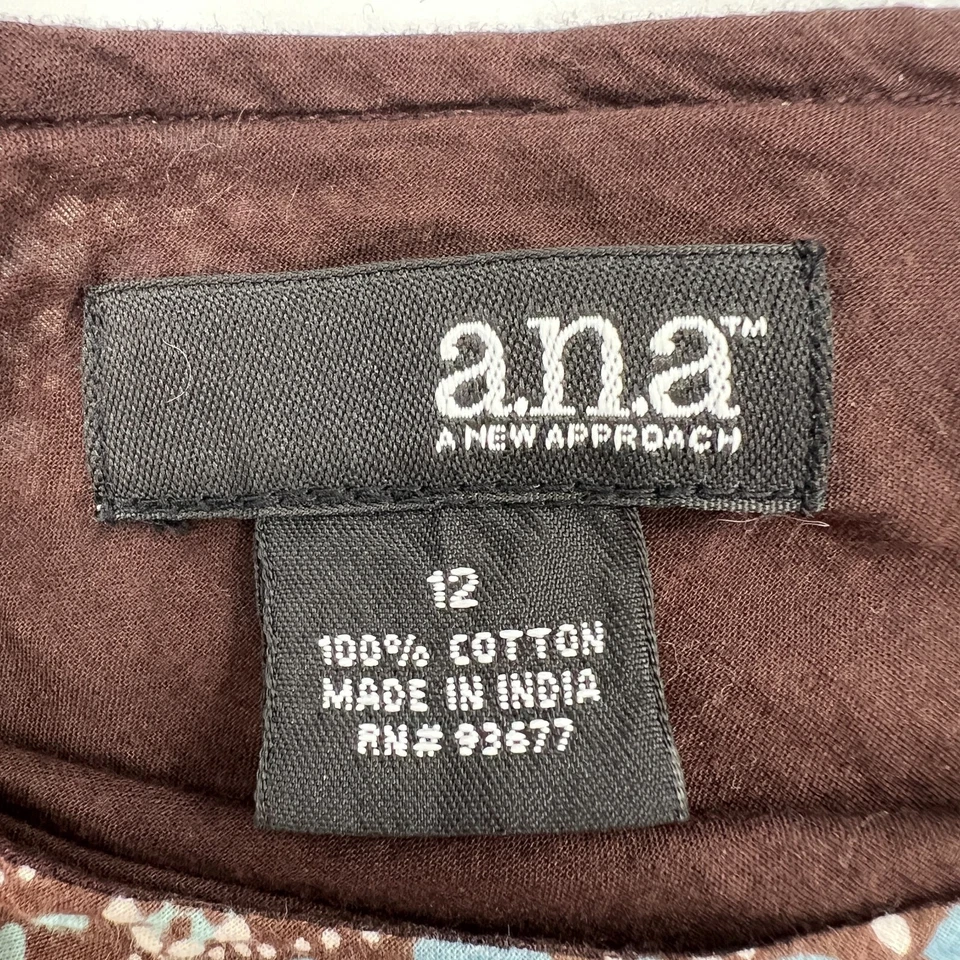 a.n.a™
A NEW APPROACH
12
100% COTTON
MADE IN INDIA
RN# 93677